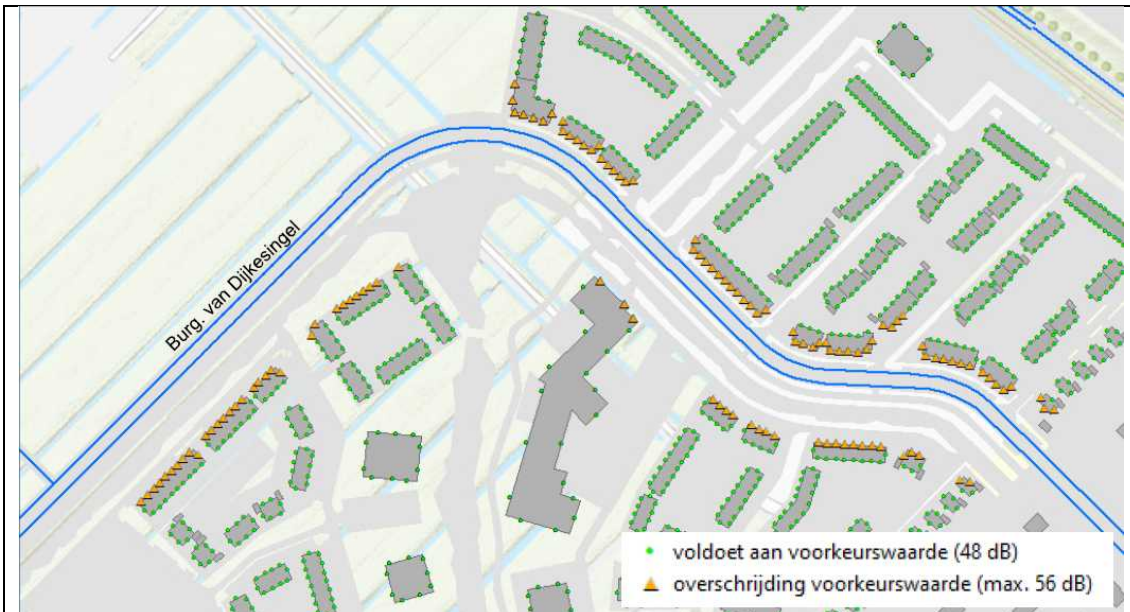 Burg. van Dijkesingel
voldoet aan voorkeurswaarde (48 dB)
overschrijding voorkeurswaarde (max. 56 dB)